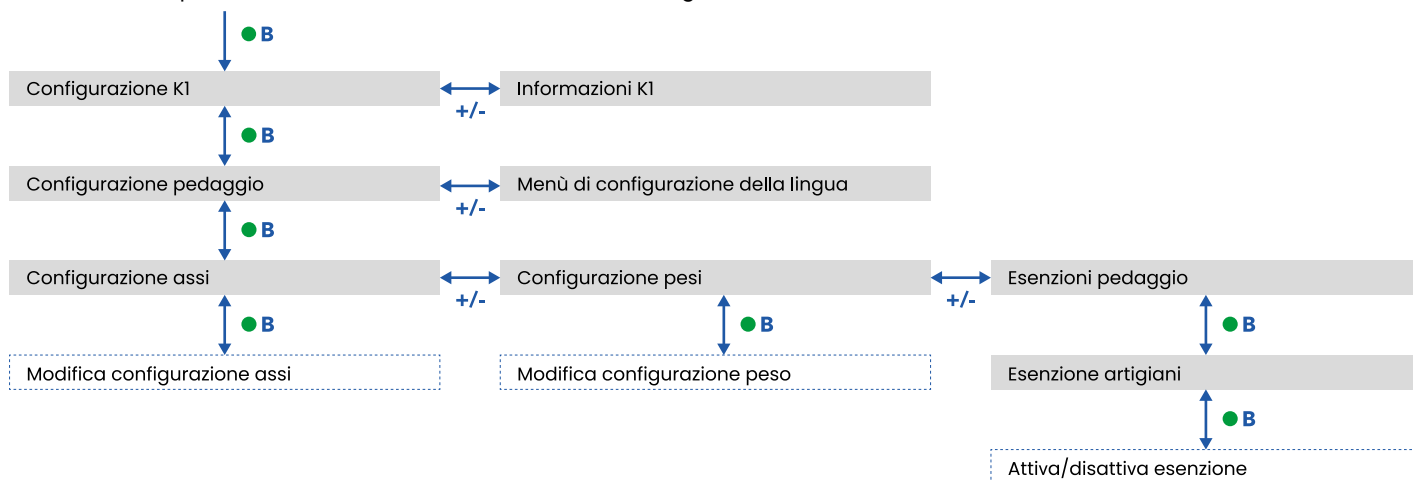 B
Configurazione K1
+/-
Informazioni K1
B
Configurazione pedaggio
+/-
Menù di configurazione della lingua
B
Configurazione assi
+/-
Configurazione pesi
+/-
Esenzioni pedaggio
B
B
B
Modifica configurazione assi
Modifica configurazione peso
Esenzione artigiani
B
Attiva/disattiva esenzione